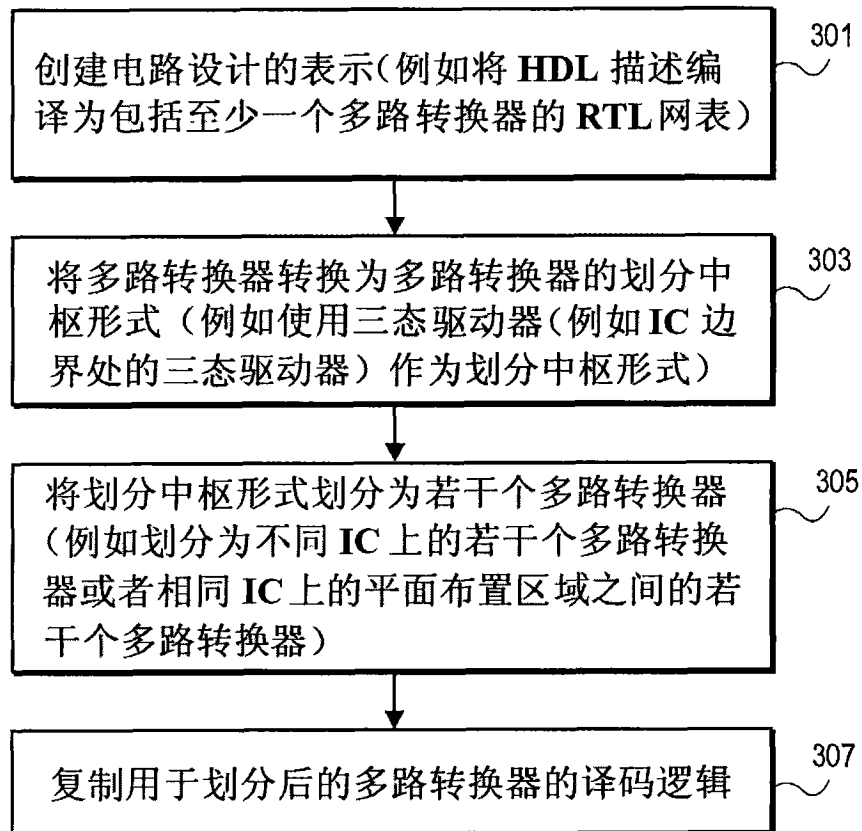 301
创建电路设计的表示(例如将 HDL 描述编
译为包括至少一个多路转换器的 RTL 网表)
303
将多路转换器转换为多路转换器的划分中
枢形式（例如使用三态驱动器(例如 IC 边
界处的三态驱动器）作为划分中枢形式)
305
将划分中枢形式划分为若干个多路转换器
(例如划分为不同 IC 上的若干个多路转换
器或者相同 IC 上的平面布置区域之间的若
干个多路转换器)
307
复制用于划分后的多路转换器的译码逻辑